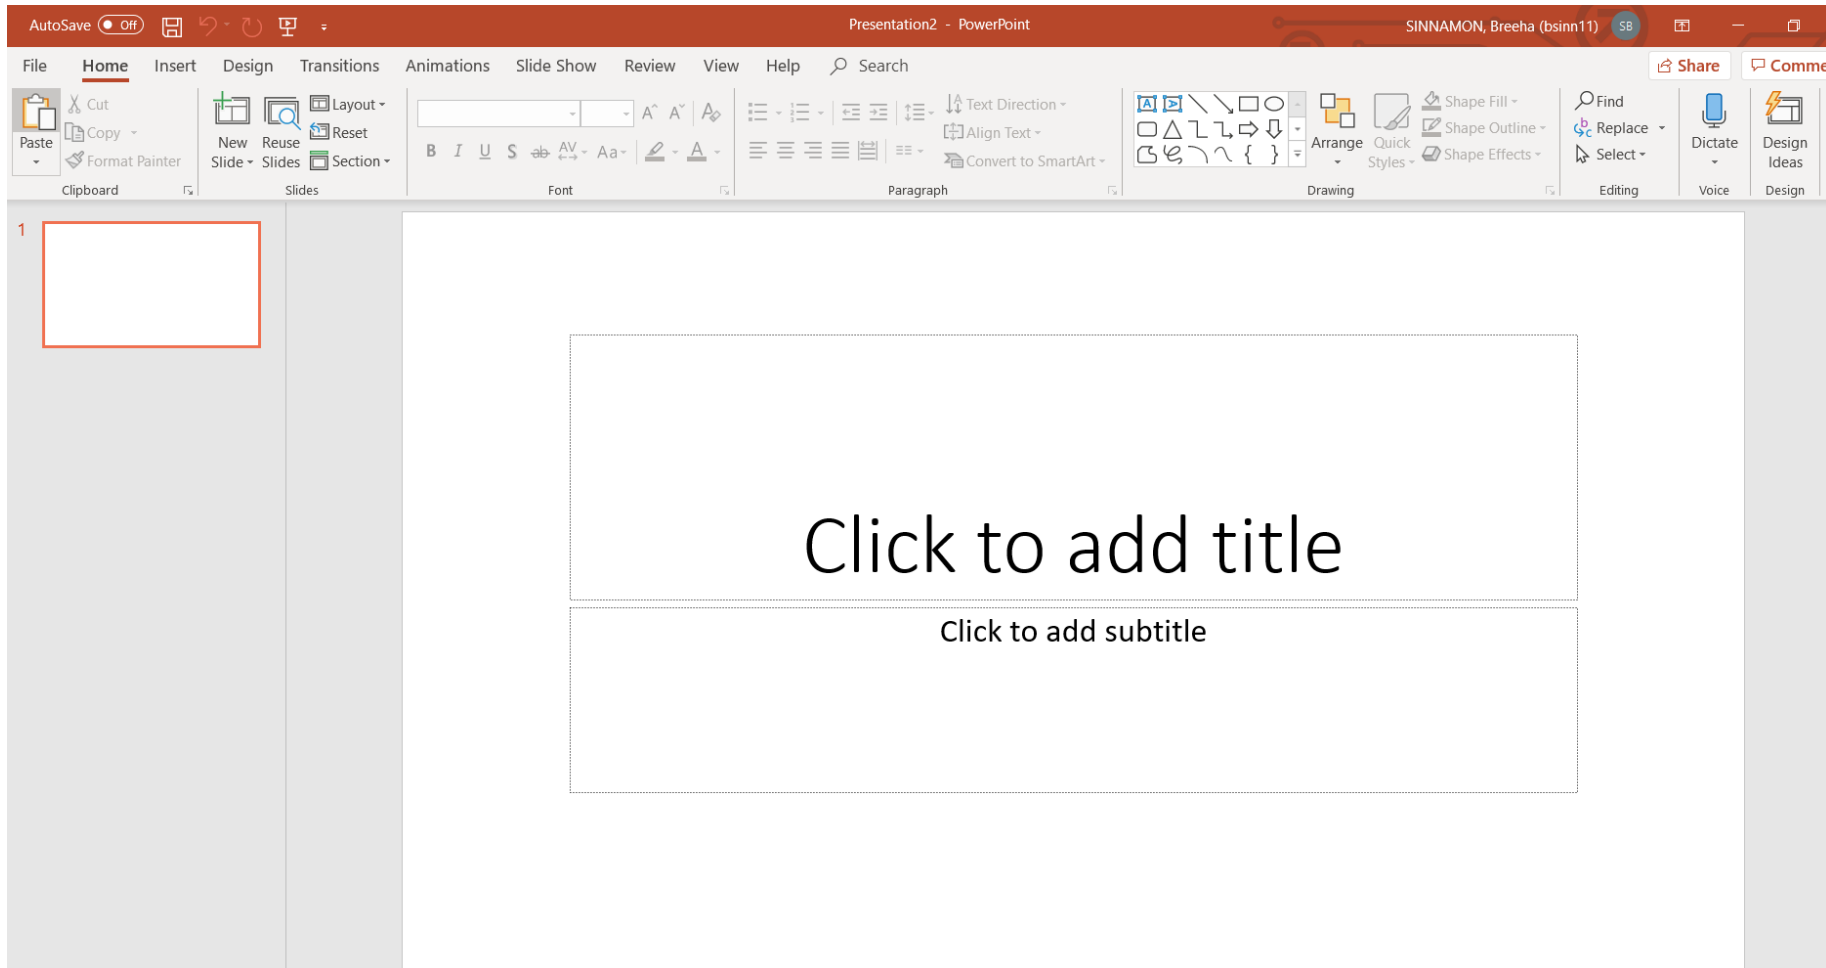 AutoSave Off Presentation2 - PowerPoint SINNAMON, Breeha (bsinn11) SB
File Home Insert Design Transitions Animations Slide Show Review View Help Search Share Comme
Paste
Cut
Copy
Format Painter
Clipboard
New Slide
Reuse Slides
Layout
Reset
Section
Slides
B I U S ab AV Aa A
Font
Text Direction
Align Text
Convert to SmartArt
Paragraph
Arrange
Quick Styles
Shape Fill
Shape Outline
Shape Effects
Drawing
Find
Replace
Select
Editing
Dictate
Voice
Design Ideas
Design
1
Click to add title
Click to add subtitle